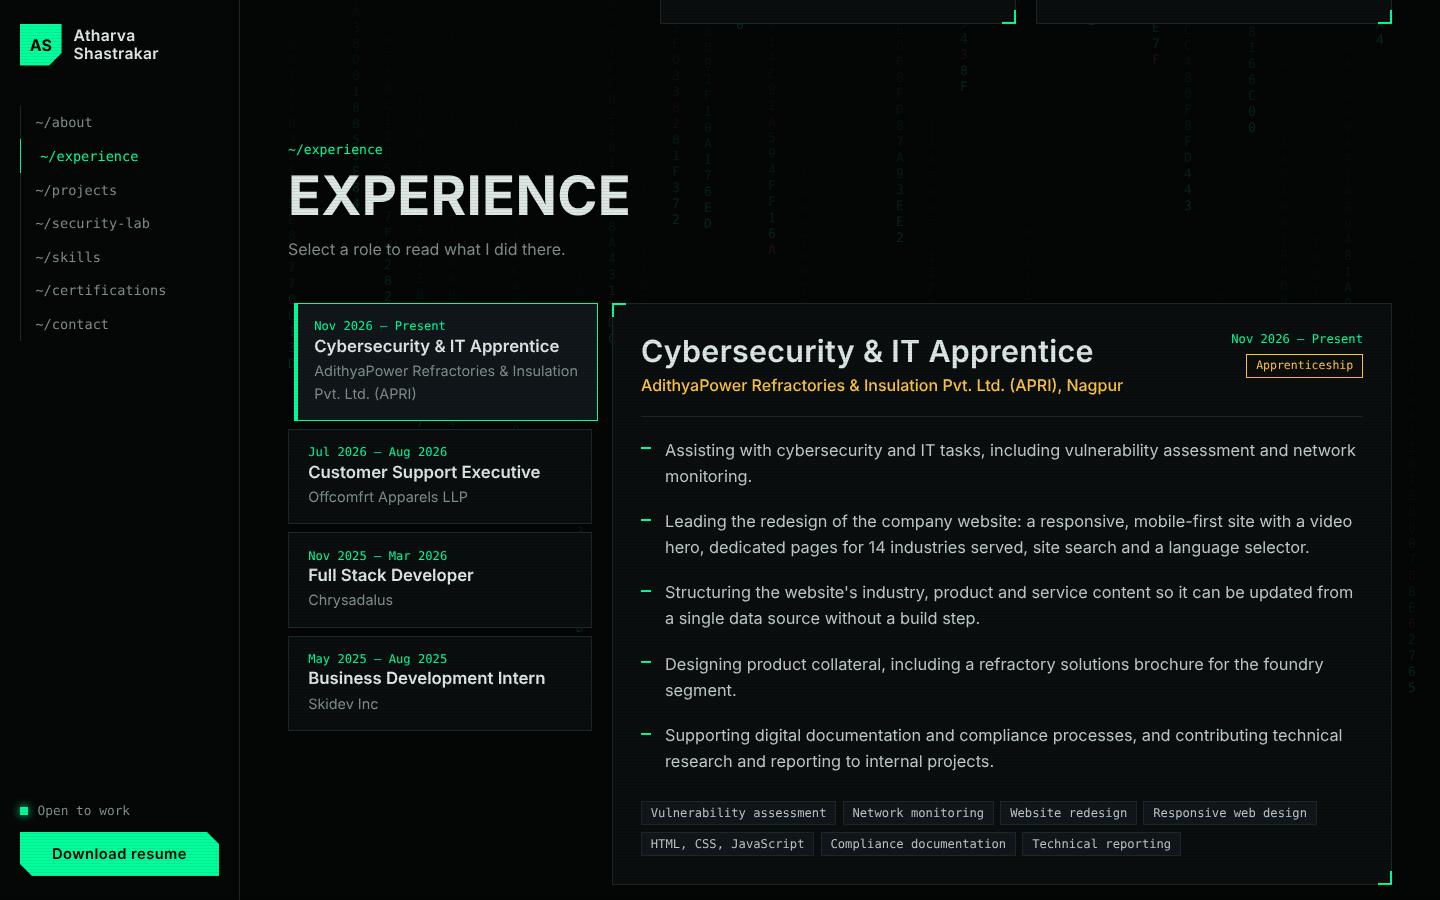 AS
Atharva
Shastrakar
~/about
~/experience
~/projects
~/security-lab
~/skills
~/certifications
~/contact
Open to work
Download resume
~/experience
EXPERIENCE
Select a role to read what I did there.
Nov 2026 – Present
Cybersecurity & IT Apprentice
AdithyaPower Refractories & Insulation
Pvt. Ltd. (APRI)
Jul 2026 – Aug 2026
Customer Support Executive
Offcomfrt Apparels LLP
Nov 2025 – Mar 2026
Full Stack Developer
Chrysadalus
May 2025 – Aug 2025
Business Development Intern
Skidev Inc
Cybersecurity & IT Apprentice
AdithyaPower Refractories & Insulation Pvt. Ltd. (APRI), Nagpur
Nov 2026 – Present
Apprenticeship
Assisting with cybersecurity and IT tasks, including vulnerability assessment and network
monitoring.
Leading the redesign of the company website: a responsive, mobile-first site with a video
hero, dedicated pages for 14 industries served, site search and a language selector.
Structuring the website's industry, product and service content so it can be updated from
a single data source without a build step.
Designing product collateral, including a refractory solutions brochure for the foundry
segment.
Supporting digital documentation and compliance processes, and contributing technical
research and reporting to internal projects.
Vulnerability assessment
Network monitoring
Website redesign
Responsive web design
HTML, CSS, JavaScript
Compliance documentation
Technical reporting